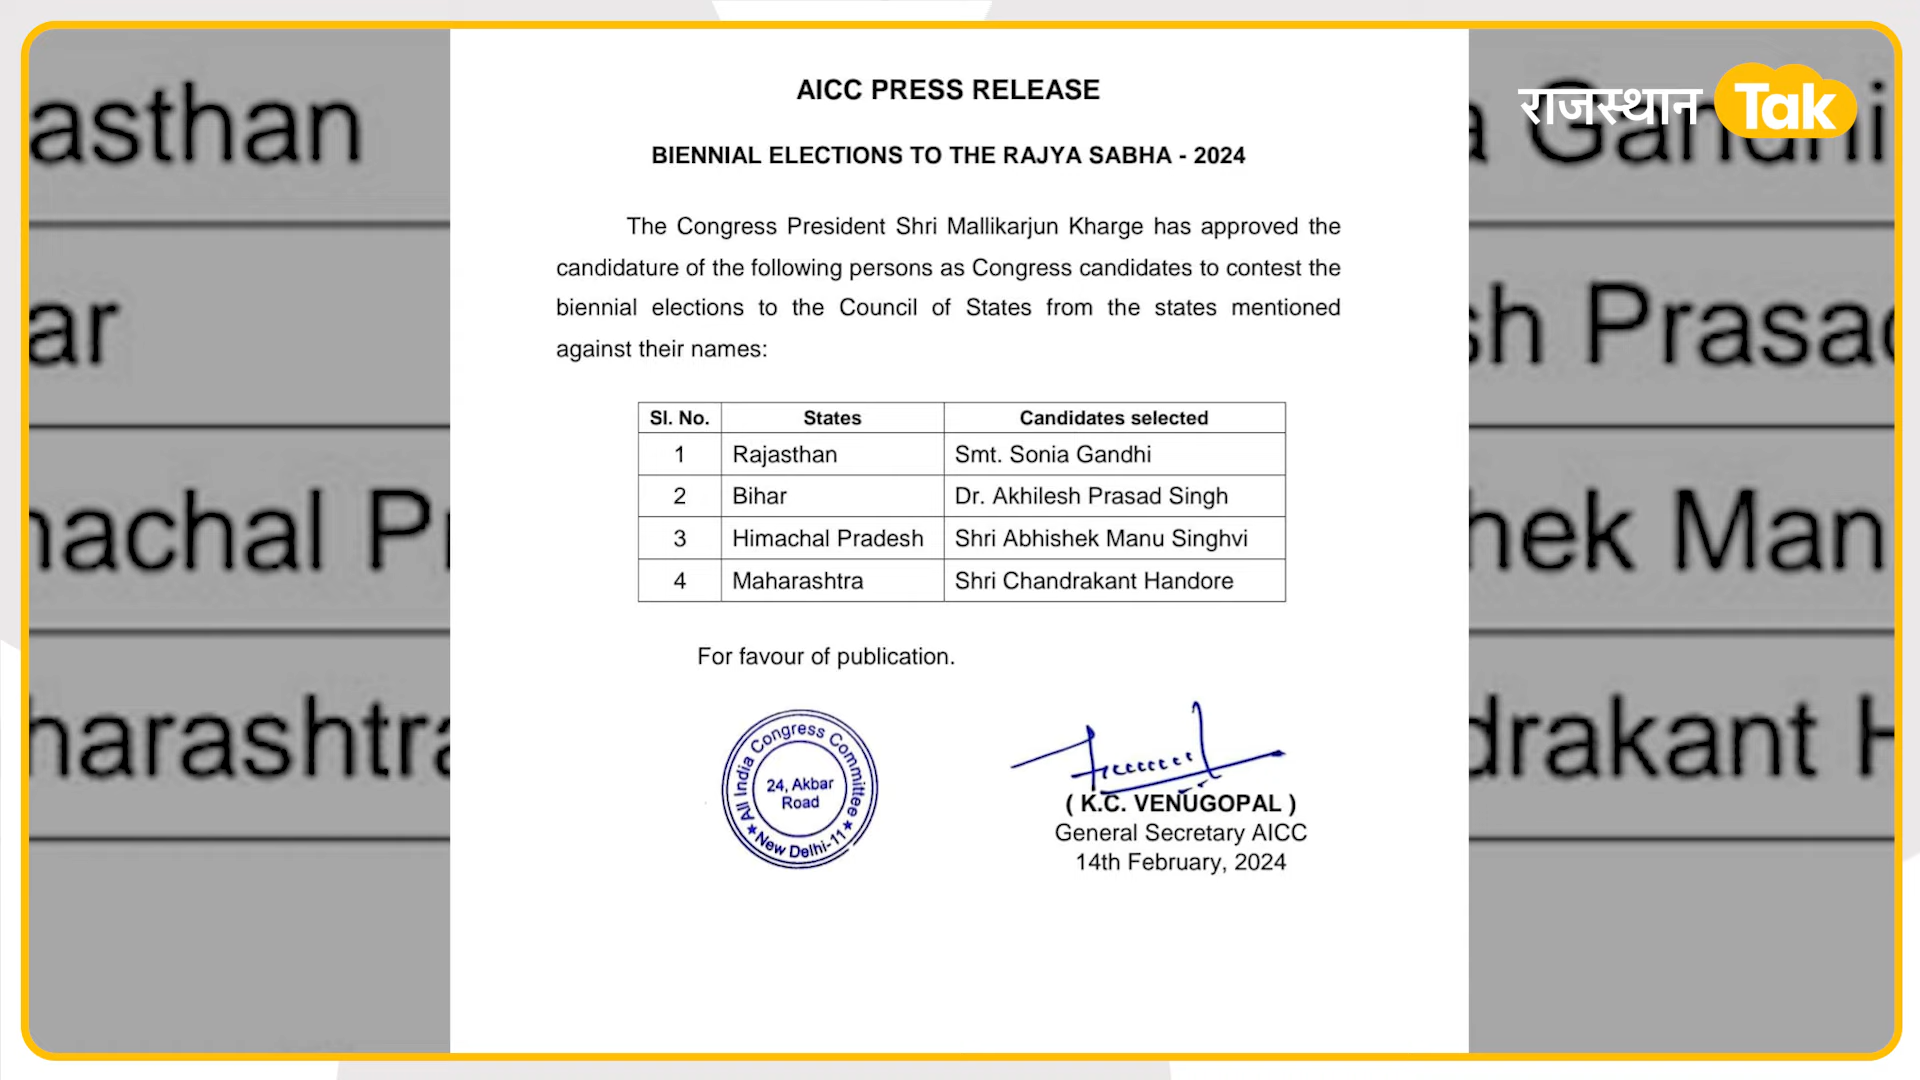 AICC PRESS RELEASE
BIENNIAL ELECTIONS TO THE RAJYA SABHA - 2024
The Congress President Shri Mallikarjun Kharge has approved the
candidature of the following persons as Congress candidates to contest the
biennial elections to the Council of States from the states mentioned
against their names:
Sl. No. States Candidates selected
1 Rajasthan Smt. Sonia Gandhi
2 Bihar Dr. Akhilesh Prasad Singh
3 Himachal Pradesh Shri Abhishek Manu Singhvi
4 Maharashtra Shri Chandrakant Handore
For favour of publication.
All India Congress Committee
24, Akbar
Road
★ New Delhi-11 ★
( K.C. VENUGOPAL )
General Secretary AICC
14th February, 2024
राजस्थान Tak
asthan
ar
machal Pr
harashtra
a Gandhi
sh Prasad
hek Man
drakant H